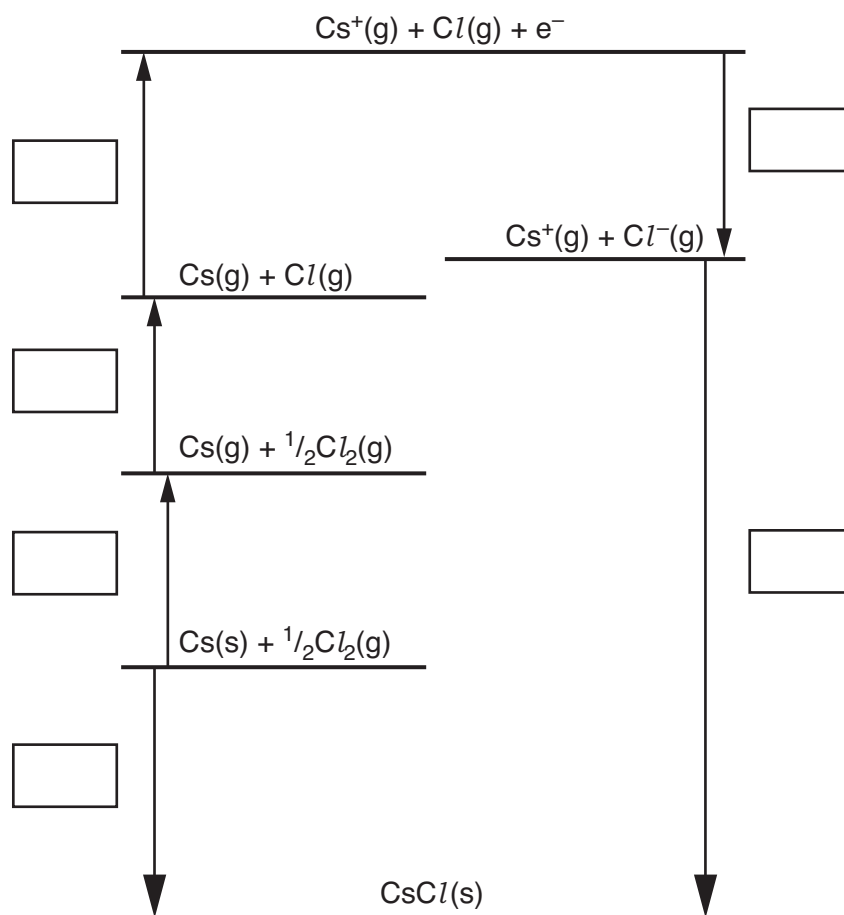 Cs⁺(g) + Cl(g) + e⁻
Cs⁺(g) + Cl⁻(g)
Cs(g) + Cl(g)
Cs(g) + ¹/₂Cl₂(g)
Cs(s) + ¹/₂Cl₂(g)
CsCl(s)